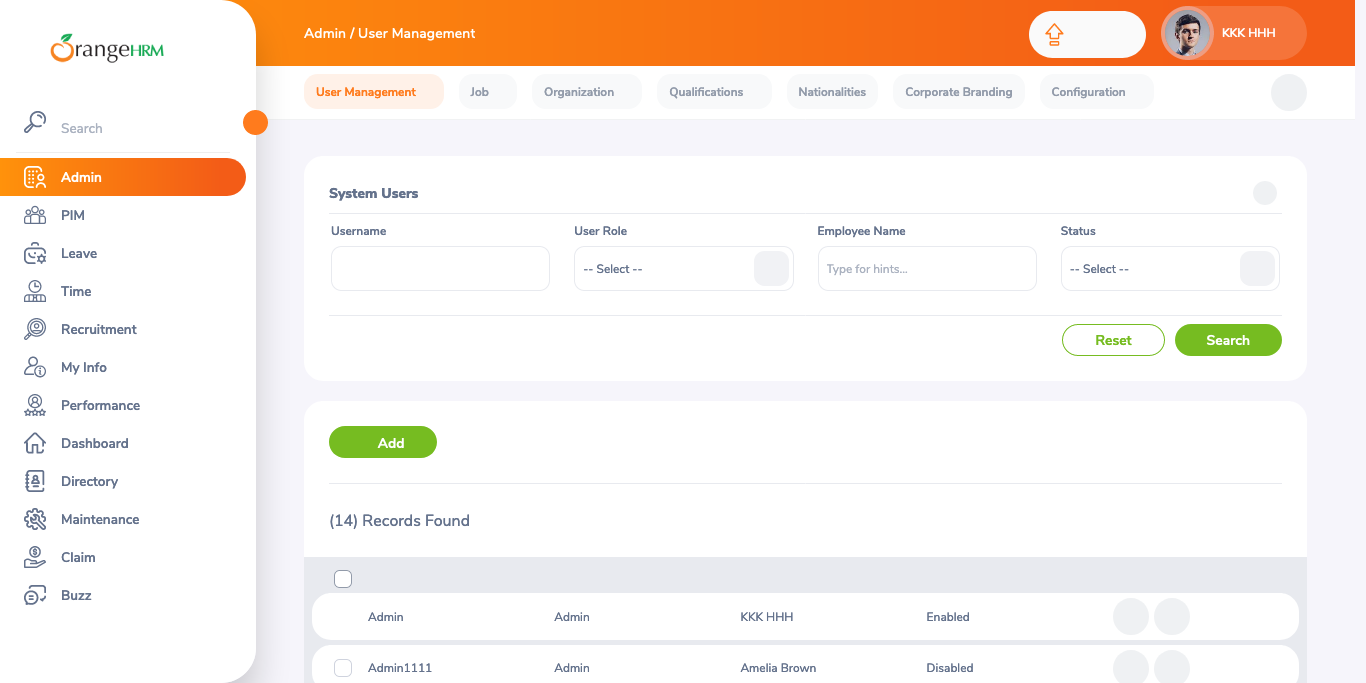 OrangeHRM
Admin / User Management
KKK HHH
User Management
Job
Organization
Qualifications
Nationalities
Corporate Branding
Configuration
Search
Admin
PIM
Leave
Time
Recruitment
My Info
Performance
Dashboard
Directory
Maintenance
Claim
Buzz
System Users
Username
User Role
Employee Name
Status
-- Select --
Type for hints...
-- Select --
Reset
Search
Add
(14) Records Found
Admin Admin KKK HHH Enabled
Admin1111 Admin Amelia Brown Disabled